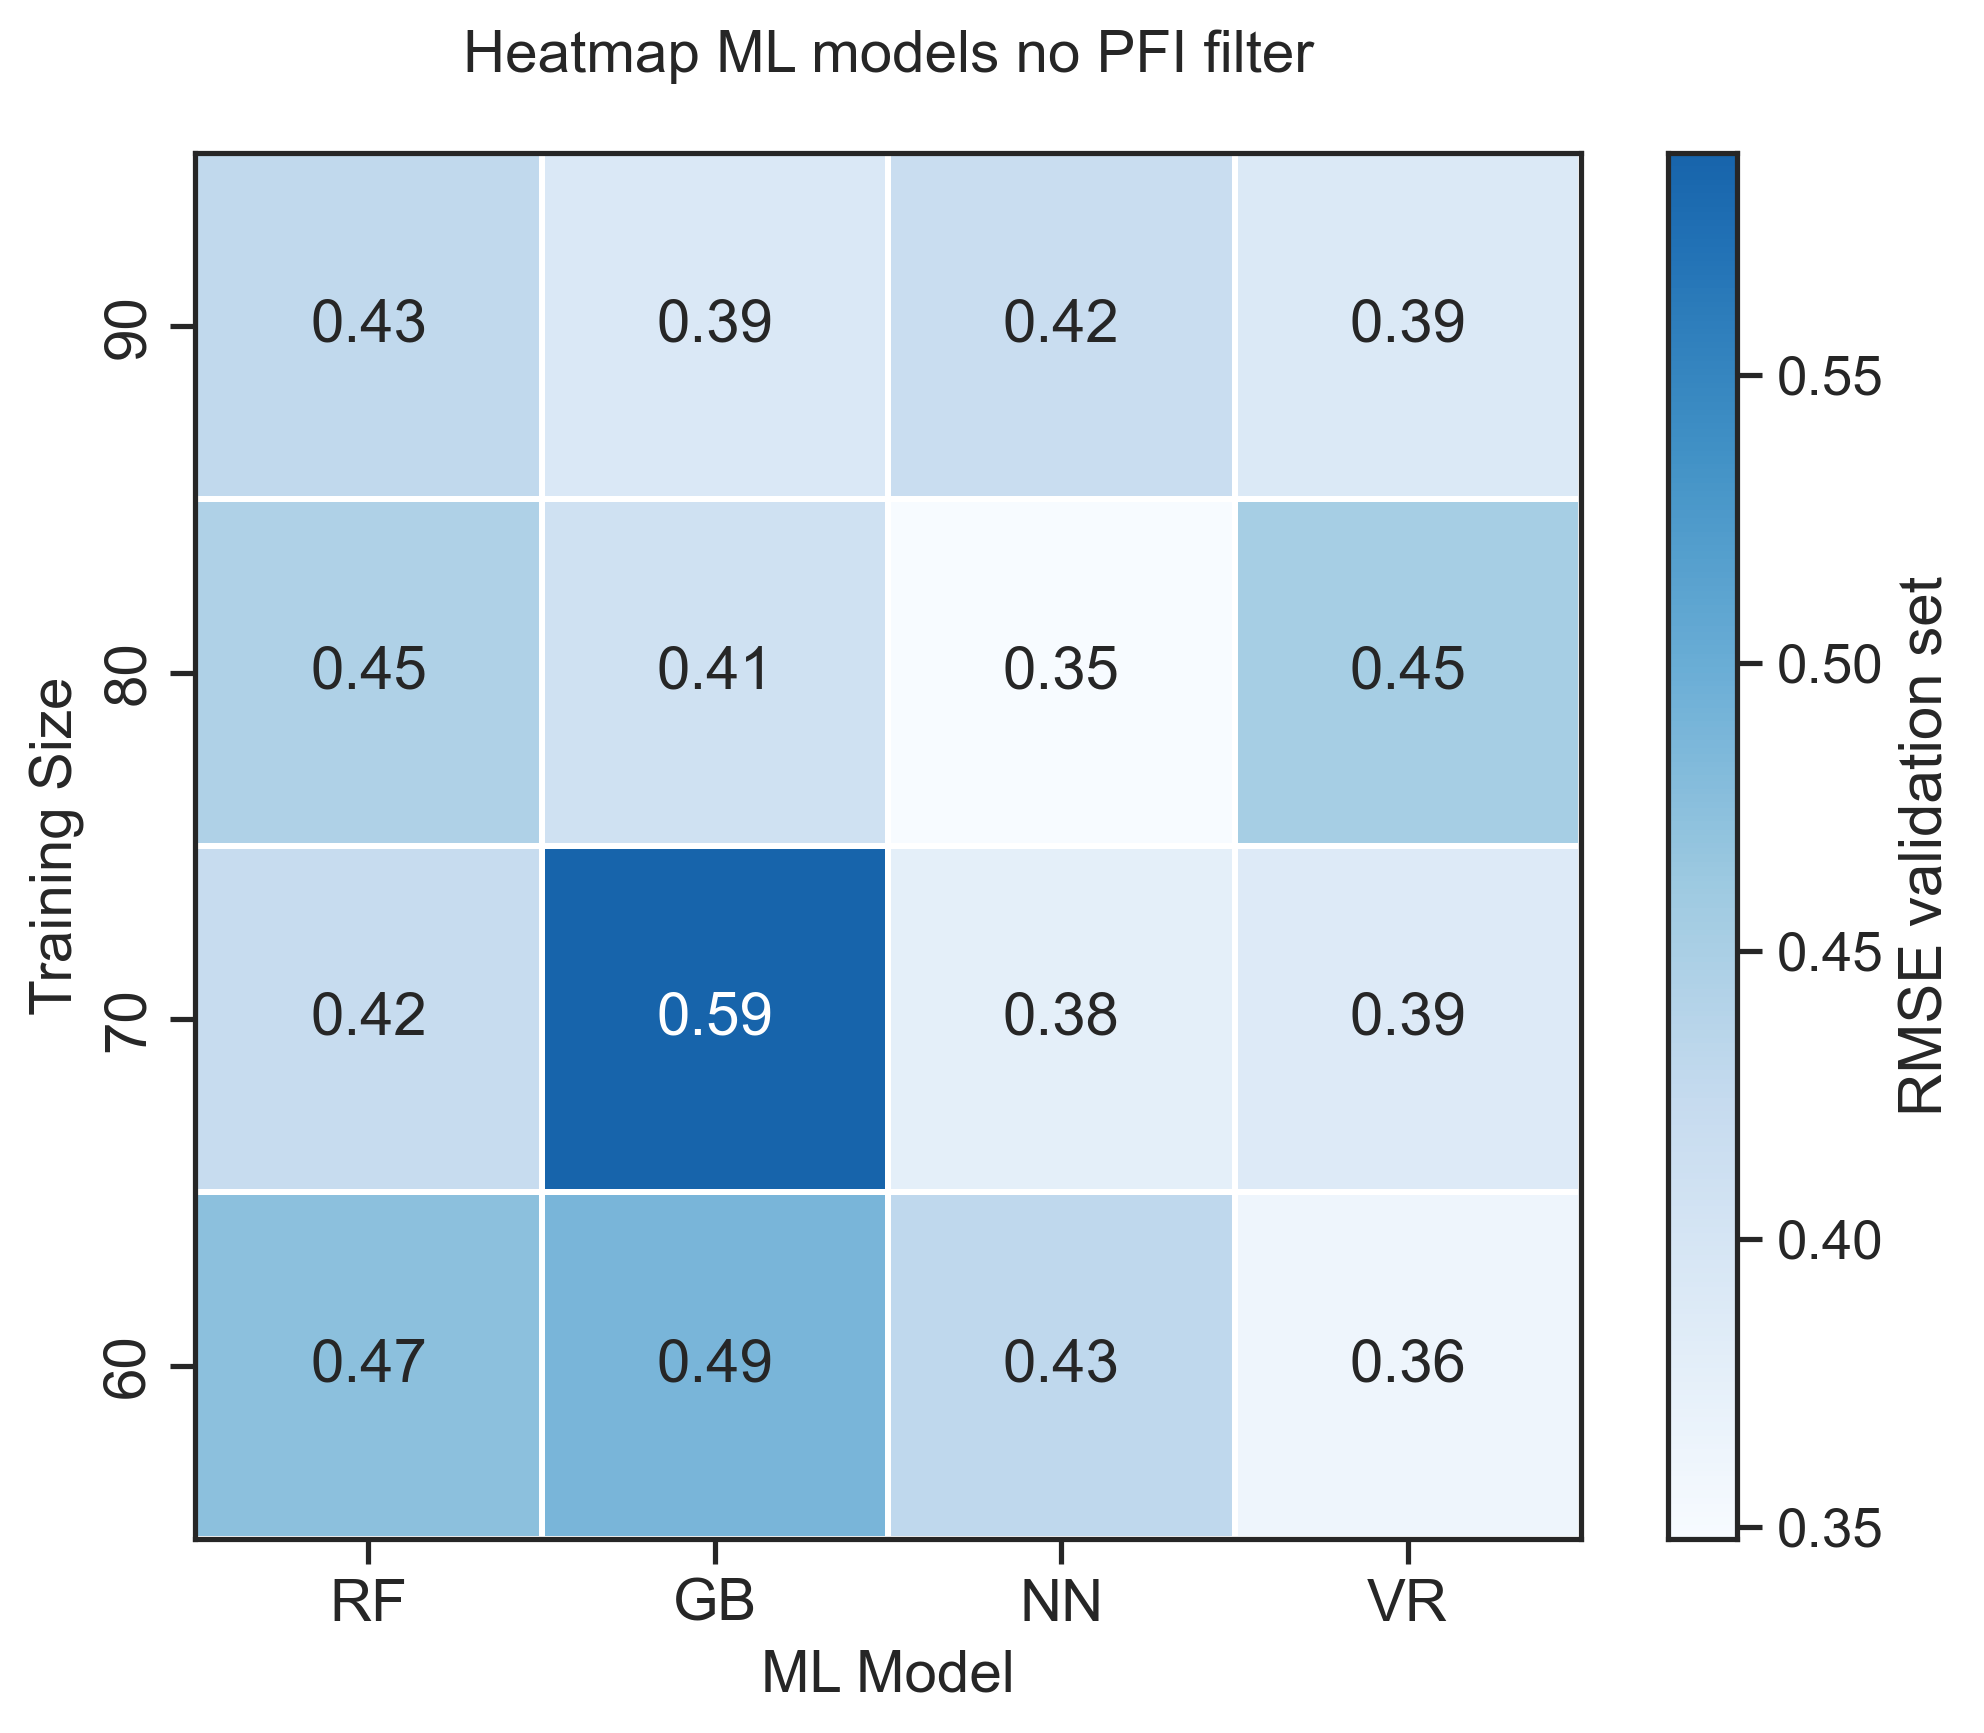 Heatmap ML models no PFI filter
Training Size
90
0.43 0.39 0.42 0.39
80
0.45 0.41 0.35 0.45
70
0.42 0.59 0.38 0.39
60
0.47 0.49 0.43 0.36
RF GB NN VR
ML Model
0.55
0.50
0.45
0.40
0.35
RMSE validation set